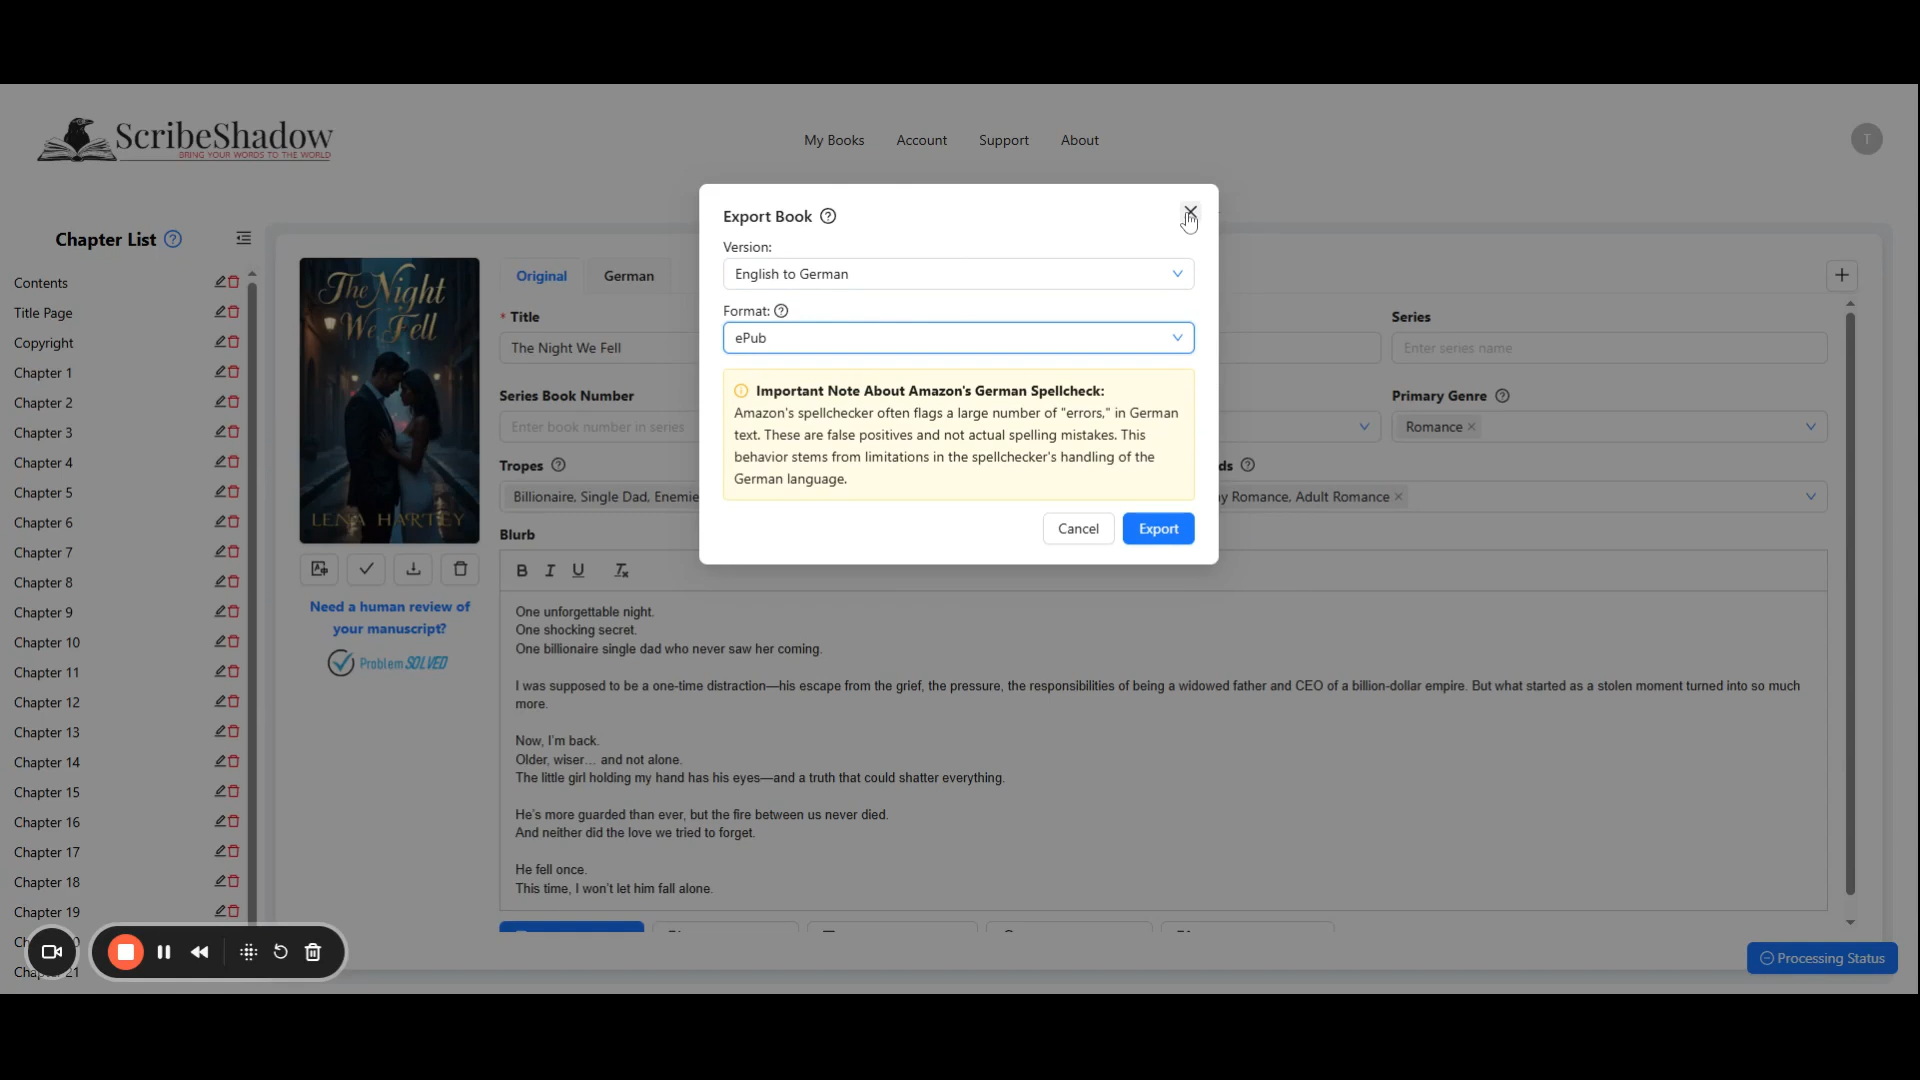 ScribeShadow
BRING YOUR WORDS TO THE WORLD
My Books
Account
Support
About
T
Chapter List
Contents
Title Page
Copyright
Chapter 1
Chapter 2
Chapter 3
Chapter 4
Chapter 5
Chapter 6
Chapter 7
Chapter 8
Chapter 9
Chapter 10
Chapter 11
Chapter 12
Chapter 13
Chapter 14
Chapter 15
Chapter 16
Chapter 17
Chapter 18
Chapter 19
The Night
We Fell
LENA HARTEY
Need a human review of
your manuscript?
Problem SOLVED
Original
German
* Title
The Night We Fell
Series
Enter series name
Series Book Number
Enter book number in series
Primary Genre
Romance
Tropes
Billionaire, Single Dad, Enemie
Romance, Adult Romance
Blurb
B I U
One unforgettable night.
One shocking secret.
One billionaire single dad who never saw her coming.
I was supposed to be a one-time distraction—his escape from the grief, the pressure, the responsibilities of being a widowed father and CEO of a billion-dollar empire. But what started as a stolen moment turned into so much
more.
Now, I'm back.
Older, wiser… and not alone.
The little girl holding my hand has his eyes—and a truth that could shatter everything.
He's more guarded than ever, but the fire between us never died.
And neither did the love we tried to forget.
He fell once.
This time, I won't let him fall alone.
Processing Status
Export Book
Version:
English to German
Format:
ePub
Important Note About Amazon's German Spellcheck:
Amazon's spellchecker often flags a large number of "errors," in German
text. These are false positives and not actual spelling mistakes. This
behavior stems from limitations in the spellchecker's handling of the
German language.
Cancel
Export